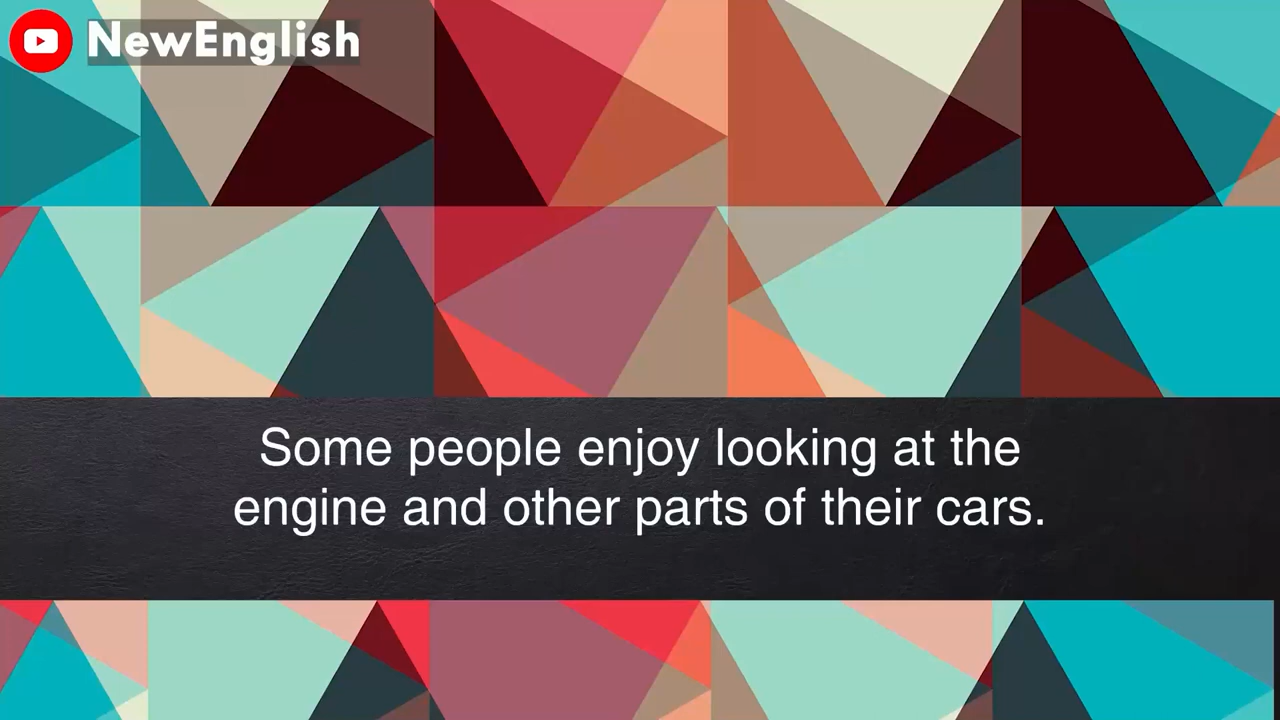 NewEnglish
Some people enjoy looking at the
engine and other parts of their cars.